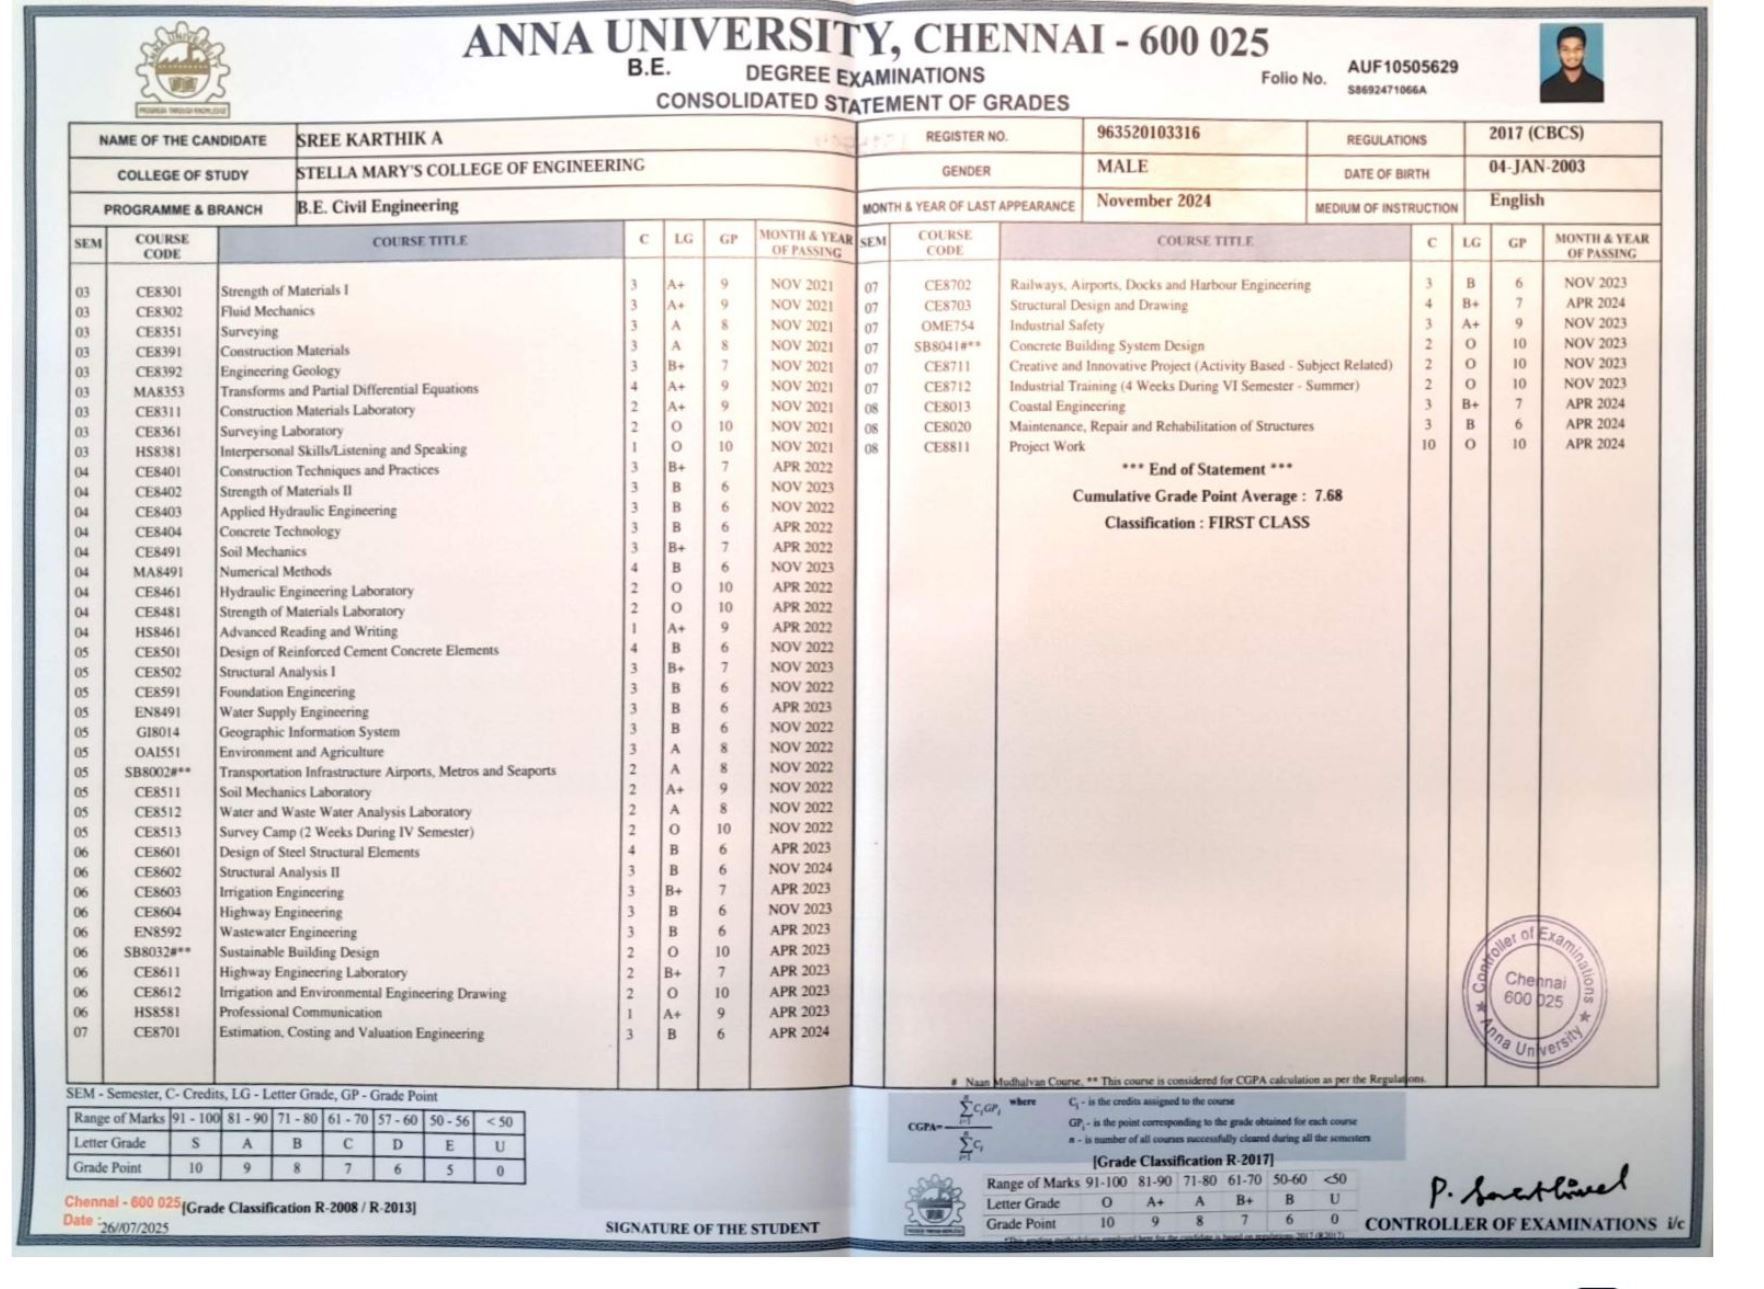 ANNA UNIVERSITY, CHENNAI - 600 025
B.E. DEGREE EXAMINATIONS
CONSOLIDATED STATEMENT OF GRADES
Folio No. AUF10505629
S8692471066A
PROGRESS THROUGH KNOWLEDGE
NAME OF THE CANDIDATE SREE KARTHIK A REGISTER NO. 963520103316 REGULATIONS 2017 (CBCS)
COLLEGE OF STUDY STELLA MARY'S COLLEGE OF ENGINEERING GENDER MALE DATE OF BIRTH 04-JAN-2003
PROGRAMME & BRANCH B.E. Civil Engineering MONTH & YEAR OF LAST APPEARANCE November 2024 MEDIUM OF INSTRUCTION English
SEM COURSE CODE COURSE TITLE C LG GP MONTH & YEAR OF PASSING
03 CE8301 Strength of Materials I 3 A+ 9 NOV 2021
03 CE8302 Fluid Mechanics 3 A+ 9 NOV 2021
03 CE8351 Surveying 3 A 8 NOV 2021
03 CE8391 Construction Materials 3 A 8 NOV 2021
03 CE8392 Engineering Geology 3 B+ 7 NOV 2021
03 MA8353 Transforms and Partial Differential Equations 4 A+ 9 NOV 2021
03 CE8311 Construction Materials Laboratory 2 A+ 9 NOV 2021
03 CE8361 Surveying Laboratory 2 O 10 NOV 2021
03 HS8381 Interpersonal Skills/Listening and Speaking 1 O 10 NOV 2021
04 CE8401 Construction Techniques and Practices 3 B+ 7 APR 2022
04 CE8402 Strength of Materials II 3 B 6 NOV 2023
04 CE8403 Applied Hydraulic Engineering 3 B 6 NOV 2022
04 CE8404 Concrete Technology 3 B 6 APR 2022
04 CE8491 Soil Mechanics 3 B+ 7 APR 2022
04 MA8491 Numerical Methods 4 B 6 NOV 2023
04 CE8461 Hydraulic Engineering Laboratory 2 O 10 APR 2022
04 CE8481 Strength of Materials Laboratory 2 O 10 APR 2022
04 HS8461 Advanced Reading and Writing 1 A+ 9 APR 2022
05 CE8501 Design of Reinforced Cement Concrete Elements 4 B 6 NOV 2022
05 CE8502 Structural Analysis I 3 B+ 7 NOV 2023
05 CE8591 Foundation Engineering 3 B 6 NOV 2022
05 EN8491 Water Supply Engineering 3 B 6 APR 2023
05 GI8014 Geographic Information System 3 B 6 NOV 2022
05 OAI551 Environment and Agriculture 3 A 8 NOV 2022
05 SB8002#** Transportation Infrastructure Airports, Metros and Seaports 2 A 8 NOV 2022
05 CE8511 Soil Mechanics Laboratory 2 A+ 9 NOV 2022
05 CE8512 Water and Waste Water Analysis Laboratory 2 A 8 NOV 2022
05 CE8513 Survey Camp (2 Weeks During IV Semester) 2 O 10 NOV 2022
06 CE8601 Design of Steel Structural Elements 4 B 6 APR 2023
06 CE8602 Structural Analysis II 3 B 6 NOV 2024
06 CE8603 Irrigation Engineering 3 B+ 7 APR 2023
06 CE8604 Highway Engineering 3 B 6 NOV 2023
06 EN8592 Wastewater Engineering 3 B 6 APR 2023
06 SB8032#** Sustainable Building Design 2 O 10 APR 2023
06 CE8611 Highway Engineering Laboratory 2 B+ 7 APR 2023
06 CE8612 Irrigation and Environmental Engineering Drawing 2 O 10 APR 2023
06 HS8581 Professional Communication 1 A+ 9 APR 2023
07 CE8701 Estimation, Costing and Valuation Engineering 3 B 6 APR 2024
SEM COURSE CODE COURSE TITLE C LG GP MONTH & YEAR OF PASSING
07 CE8702 Railways, Airports, Docks and Harbour Engineering 3 B 6 NOV 2023
07 CE8703 Structural Design and Drawing 4 B+ 7 APR 2024
07 OME754 Industrial Safety 3 A+ 9 NOV 2023
07 SB8041#** Concrete Building System Design 2 O 10 NOV 2023
07 CE8711 Creative and Innovative Project (Activity Based - Subject Related) 2 O 10 NOV 2023
07 CE8712 Industrial Training (4 Weeks During VI Semester - Summer) 2 O 10 NOV 2023
08 CE8013 Coastal Engineering 3 B+ 7 APR 2024
08 CE8020 Maintenance, Repair and Rehabilitation of Structures 3 B 6 APR 2024
08 CE8811 Project Work 10 O 10 APR 2024
*** End of Statement ***
Cumulative Grade Point Average : 7.68
Classification : FIRST CLASS
Controller of Examinations
Chennai
600 025
Anna University
# Naan Mudhalvan Course, ** This course is considered for CGPA calculation as per the Regulations.
SEM - Semester, C- Credits, LG - Letter Grade, GP - Grade Point
Range of Marks 91 - 100 81 - 90 71 - 80 61 - 70 57 - 60 50 - 56 < 50
Letter Grade S A B C D E U
Grade Point 10 9 8 7 6 5 0
[Grade Classification R-2008 / R-2013]
Chennai - 600 025
Date : 26//07/2025
SIGNATURE OF THE STUDENT
CGPA= where
Ci - is the credits assigned to the course
GPi - is the point corresponding to the grade obtained for each course
n - is number of all courses successfully cleared during all the semesters
[Grade Classification R-2017]
Range of Marks 91-100 81-90 71-80 61-70 50-60 <50
Letter Grade O A+ A B+ B U
Grade Point 10 9 8 7 6 0
CONTROLLER OF EXAMINATIONS i/c